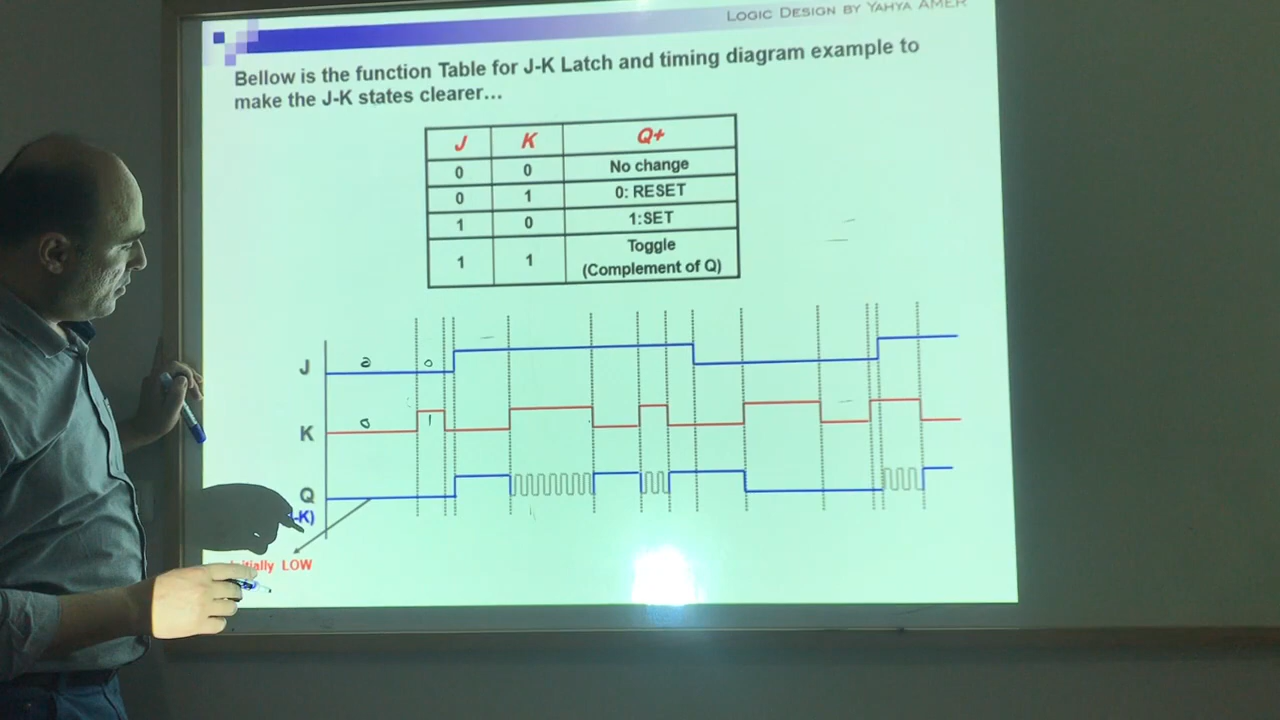 LOGIC DESIGN BY YAHYA AMER
Bellow is the function Table for J-K Latch and timing diagram example to
make the J-K states clearer...
J K Q+
0 0 No change
0 1 0: RESET
1 0 1:SET
1 1 Toggle
(Complement of Q)
J 0 0
K 0 1
Q
-K)
LOW